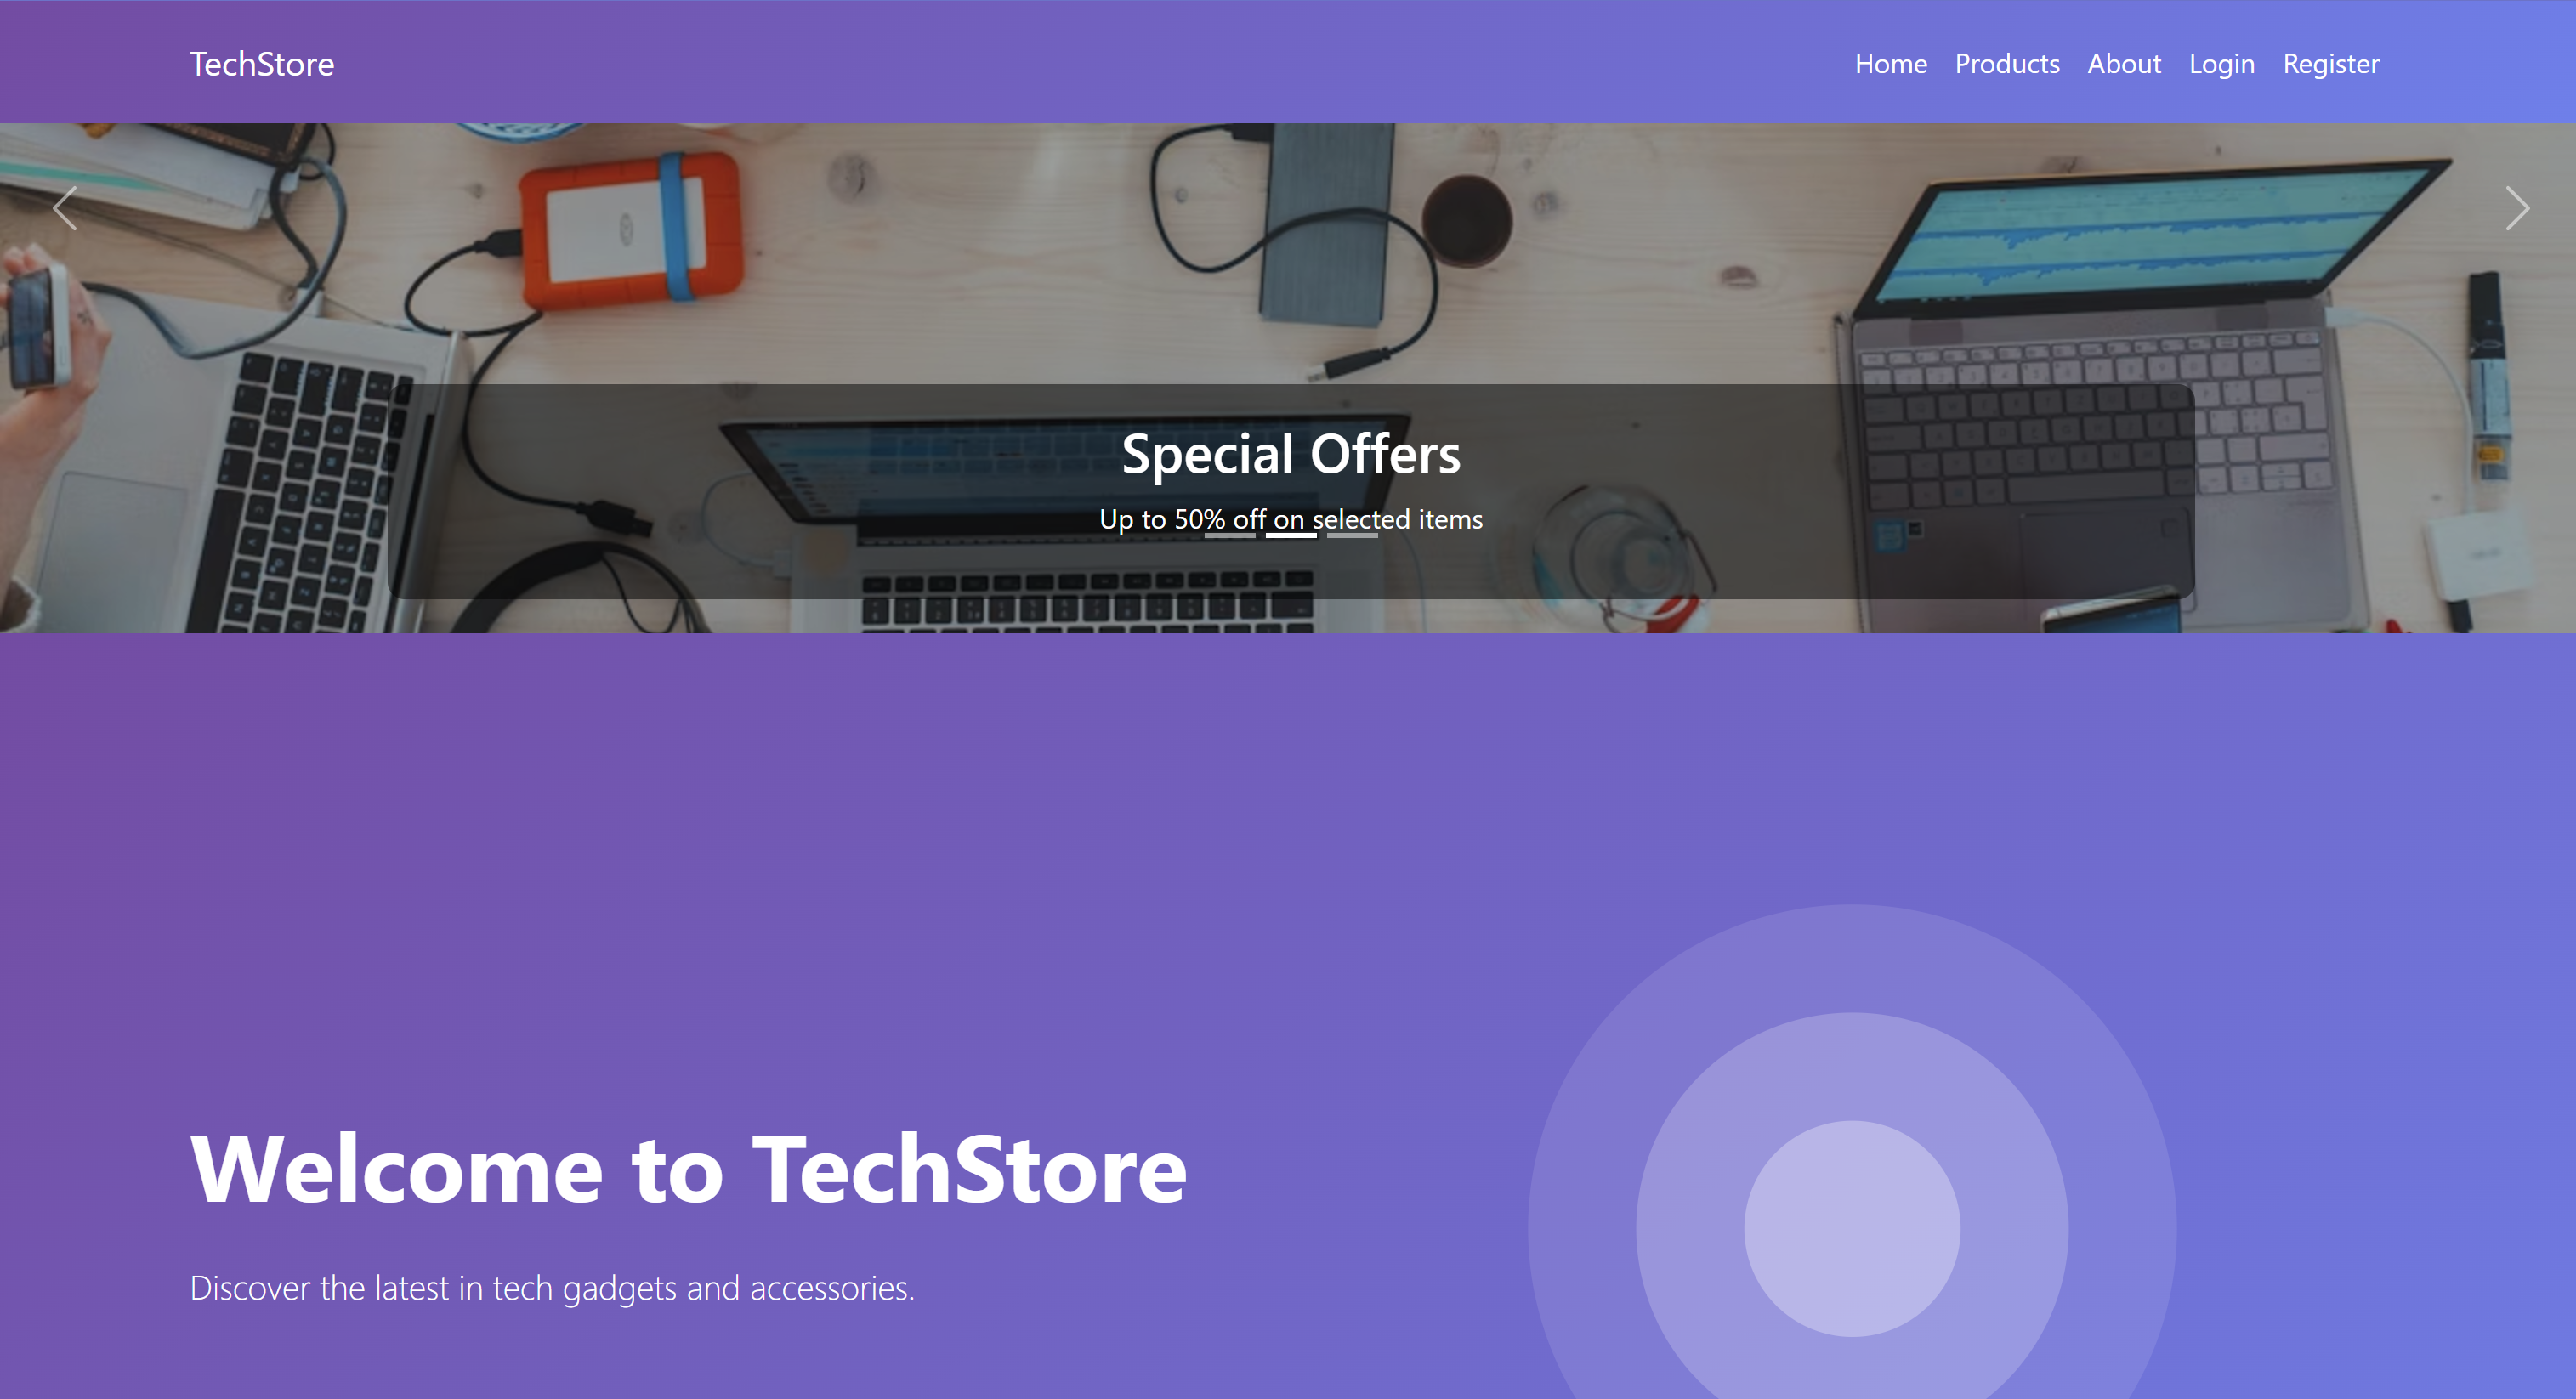 TechStore
Home Products About Login Register
Special Offers
Up to 50% off on selected items
Welcome to TechStore
Discover the latest in tech gadgets and accessories.